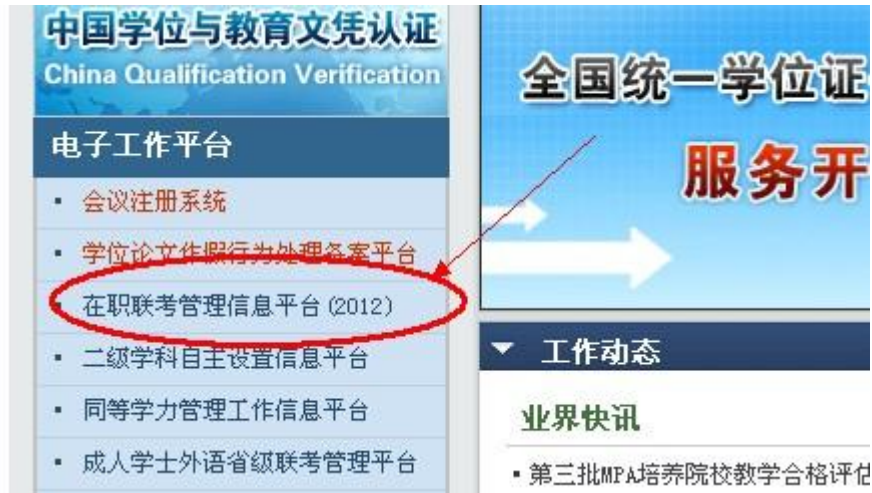 中国学位与教育文凭认证
China Qualification Verification
电子工作平台
会议注册系统
学位论文作假行为处理备案平台
在职联考管理信息平台(2012)
二级学科自主设置信息平台
同等学力管理工作信息平台
成人学士外语省级联考管理平台
全国统一学位证
服务开
工作动态
业界快讯
第三批MPA培养院校教学合格评估